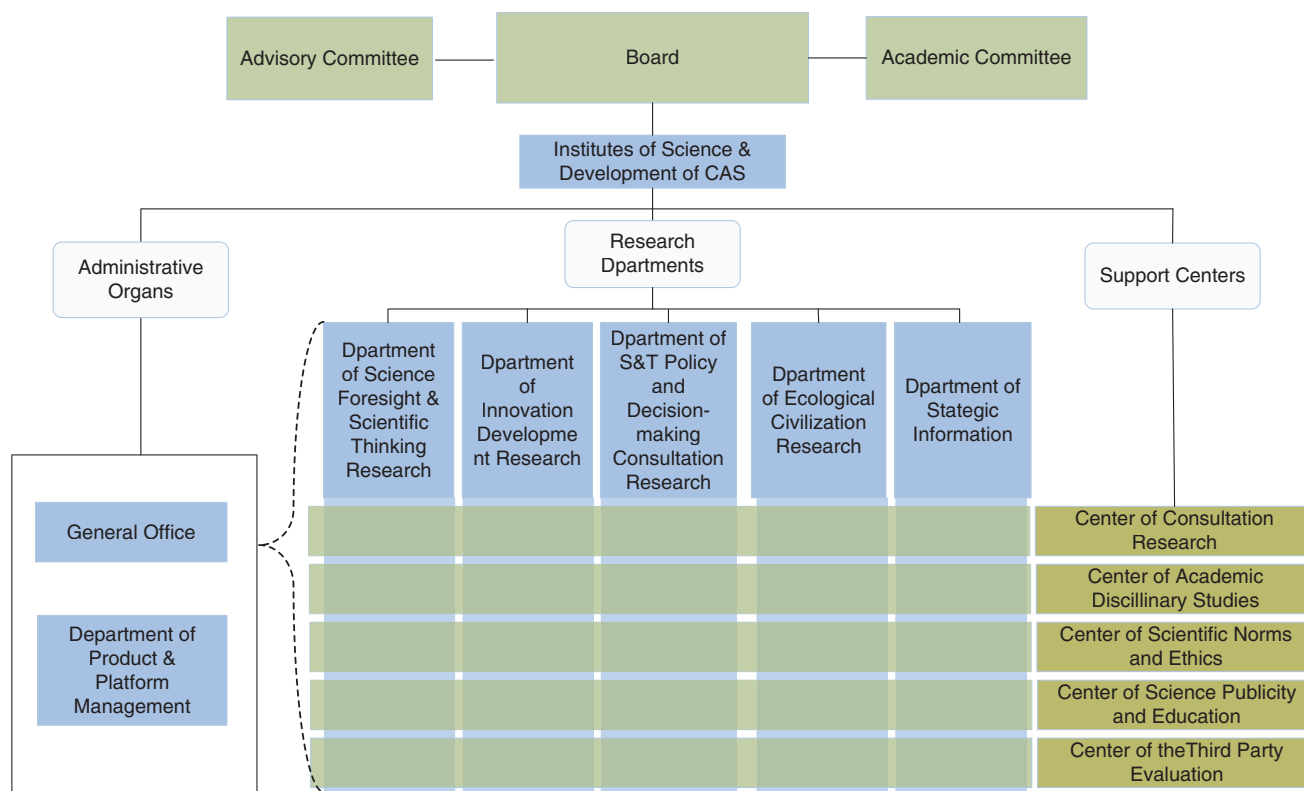 Advisory Committee
Board
Academic Committee
Institutes of Science &
Development of CAS
Administrative
Organs
Research
Dpartments
Support Centers
Dpartment
of Science
Foresight &
Scientific
Thinking
Research
Dpartment
of
Innovation
Developme
nt Research
Dpartment of
S&T Policy
and
Decision-
making
Consultation
Research
Dpartment
of Ecological
Civilization
Research
Dpartment of
Stategic
Information
General Office
Department of
Product &
Platform
Management
Center of Consultation
Research
Center of Academic
Discillinary Studies
Center of Scientific Norms
and Ethics
Center of Science Publicity
and Education
Center of theThird Party
Evaluation